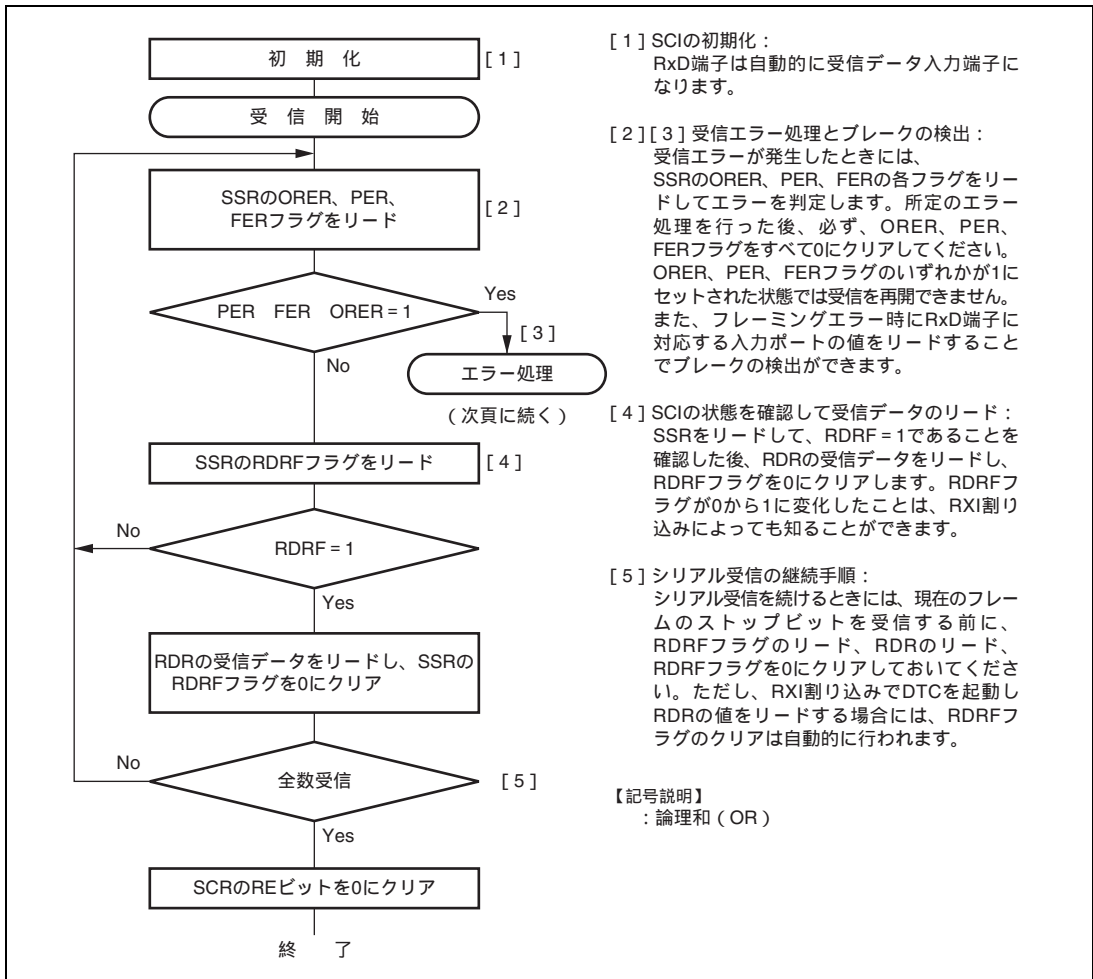 初 期 化
[ 1 ]
受 信 開 始
SSRのORER、PER、
FERフラグをリード
[ 2 ]
PER FER ORER = 1
Yes
[ 3 ]
No
エラー処理
( 次頁に続く )
SSRのRDRFフラグをリード
[ 4 ]
No
RDRF = 1
Yes
RDRの受信データをリードし、SSRの
RDRFフラグを0にクリア
No
全数受信
[ 5 ]
Yes
SCRのREビットを0にクリア
終 了
[ 1 ] SCIの初期化：
RxD端子は自動的に受信データ入力端子に
なります。
[ 2 ] [ 3 ] 受信エラー処理とブレークの検出：
受信エラーが発生したときには、
SSRのORER、PER、FERの各フラグをリー
ドしてエラーを判定します。所定のエラー
処理を行った後、必ず、ORER、PER、
FERフラグをすべて0にクリアしてください。
ORER、PER、FERフラグのいずれかが1に
セットされた状態では受信を再開できません。
また、フレーミングエラー時にRxD端子に
対応する入力ポートの値をリードすること
でブレークの検出ができます。
[ 4 ] SCIの状態を確認して受信データのリード：
SSRをリードして、RDRF = 1であることを
確認した後、RDRの受信データをリードし、
RDRFフラグを0にクリアします。RDRFフ
ラグが0から1に変化したことは、RXI割り
込みによっても知ることができます。
[ 5 ] シリアル受信の継続手順：
シリアル受信を続けるときには、現在のフレー
ムのストップビットを受信する前に、
RDRFフラグのリード、RDRのリード、
RDRFフラグを0にクリアしておいてくださ
い。ただし、RXI割り込みでDTCを起動し
RDRの値をリードする場合には、RDRFフ
ラグのクリアは自動的に行われます。
【記号説明】
：論理和 ( OR )